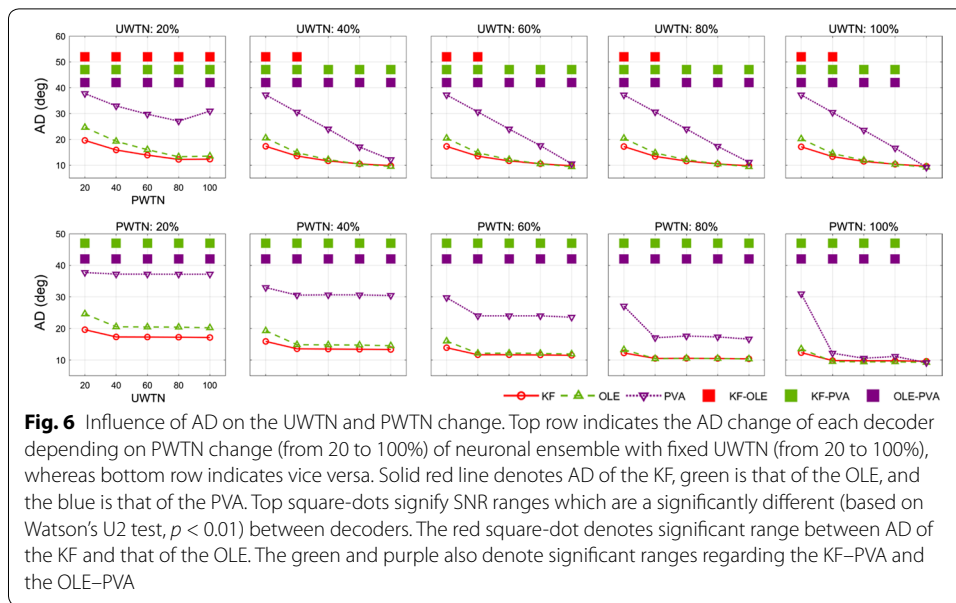 UWTN: 20% UWTN: 40% UWTN: 60% UWTN: 80% UWTN: 100%
60
50
40
30
20
10
AD (deg)
20 40 60 80 100
PWTN
PWTN: 20% PWTN: 40% PWTN: 60% PWTN: 80% PWTN: 100%
50
40
30
20
10
AD (deg)
20 40 60 80 100
UWTN
KF OLE PVA KF-OLE KF-PVA OLE-PVA
Fig. 6 Influence of AD on the UWTN and PWTN change. Top row indicates the AD change of each decoder
depending on PWTN change (from 20 to 100%) of neuronal ensemble with fixed UWTN (from 20 to 100%),
whereas bottom row indicates vice versa. Solid red line denotes AD of the KF, green is that of the OLE, and
the blue is that of the PVA. Top square-dots signify SNR ranges which are a significantly different (based on
Watson's U2 test, p < 0.01) between decoders. The red square-dot denotes significant range between AD of
the KF and that of the OLE. The green and purple also denote significant ranges regarding the KF–PVA and
the OLE–PVA